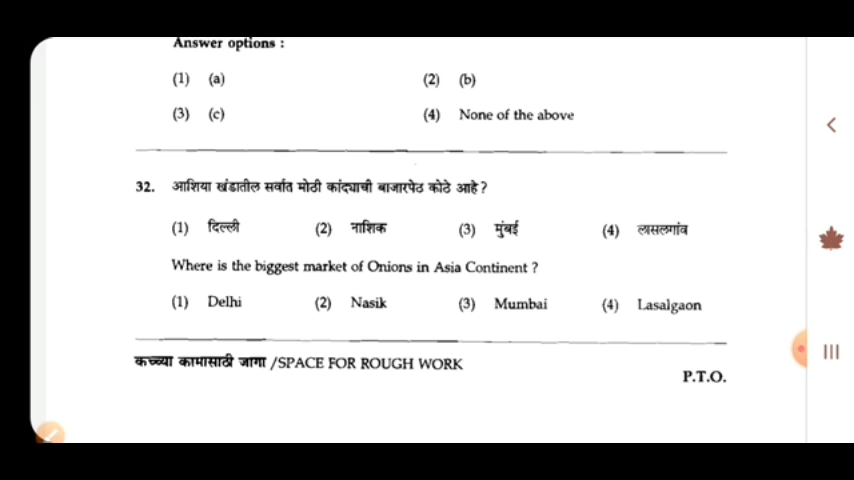 Answer options :
(1) (a) (2) (b)
(3) (c) (4) None of the above
32. आशिया खंडातील सर्वात मोठी कांद्याची बाजारपेठ कोठे आहे ?
(1) दिल्ली (2) नाशिक (3) मुंबई (4) लासलगांव
Where is the biggest market of Onions in Asia Continent ?
(1) Delhi (2) Nasik (3) Mumbai (4) Lasalgaon
कच्च्या कामासाठी जागा /SPACE FOR ROUGH WORK
P.T.O.